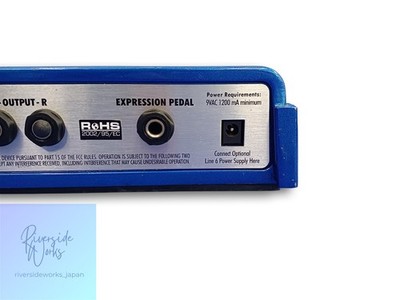 - OUTPUT - R
EXPRESSION PEDAL
Power Requirements:
9VAC 1200 mA minimum
RoHS
2002/95/EC
Connect Optional
Line 6 Power Supply Here
DEVICE PURSUANT TO PART 15 OF THE FCC RULES. OPERATION IS SUBJECT TO THE FOLLOWING TWO
ANY INTERFERENCE RECEIVED, INCLUDING INTERFERENCE THAT MAY CAUSE UNDESIRABLE OPERATION
Riverside
Works
riversideworks_japan